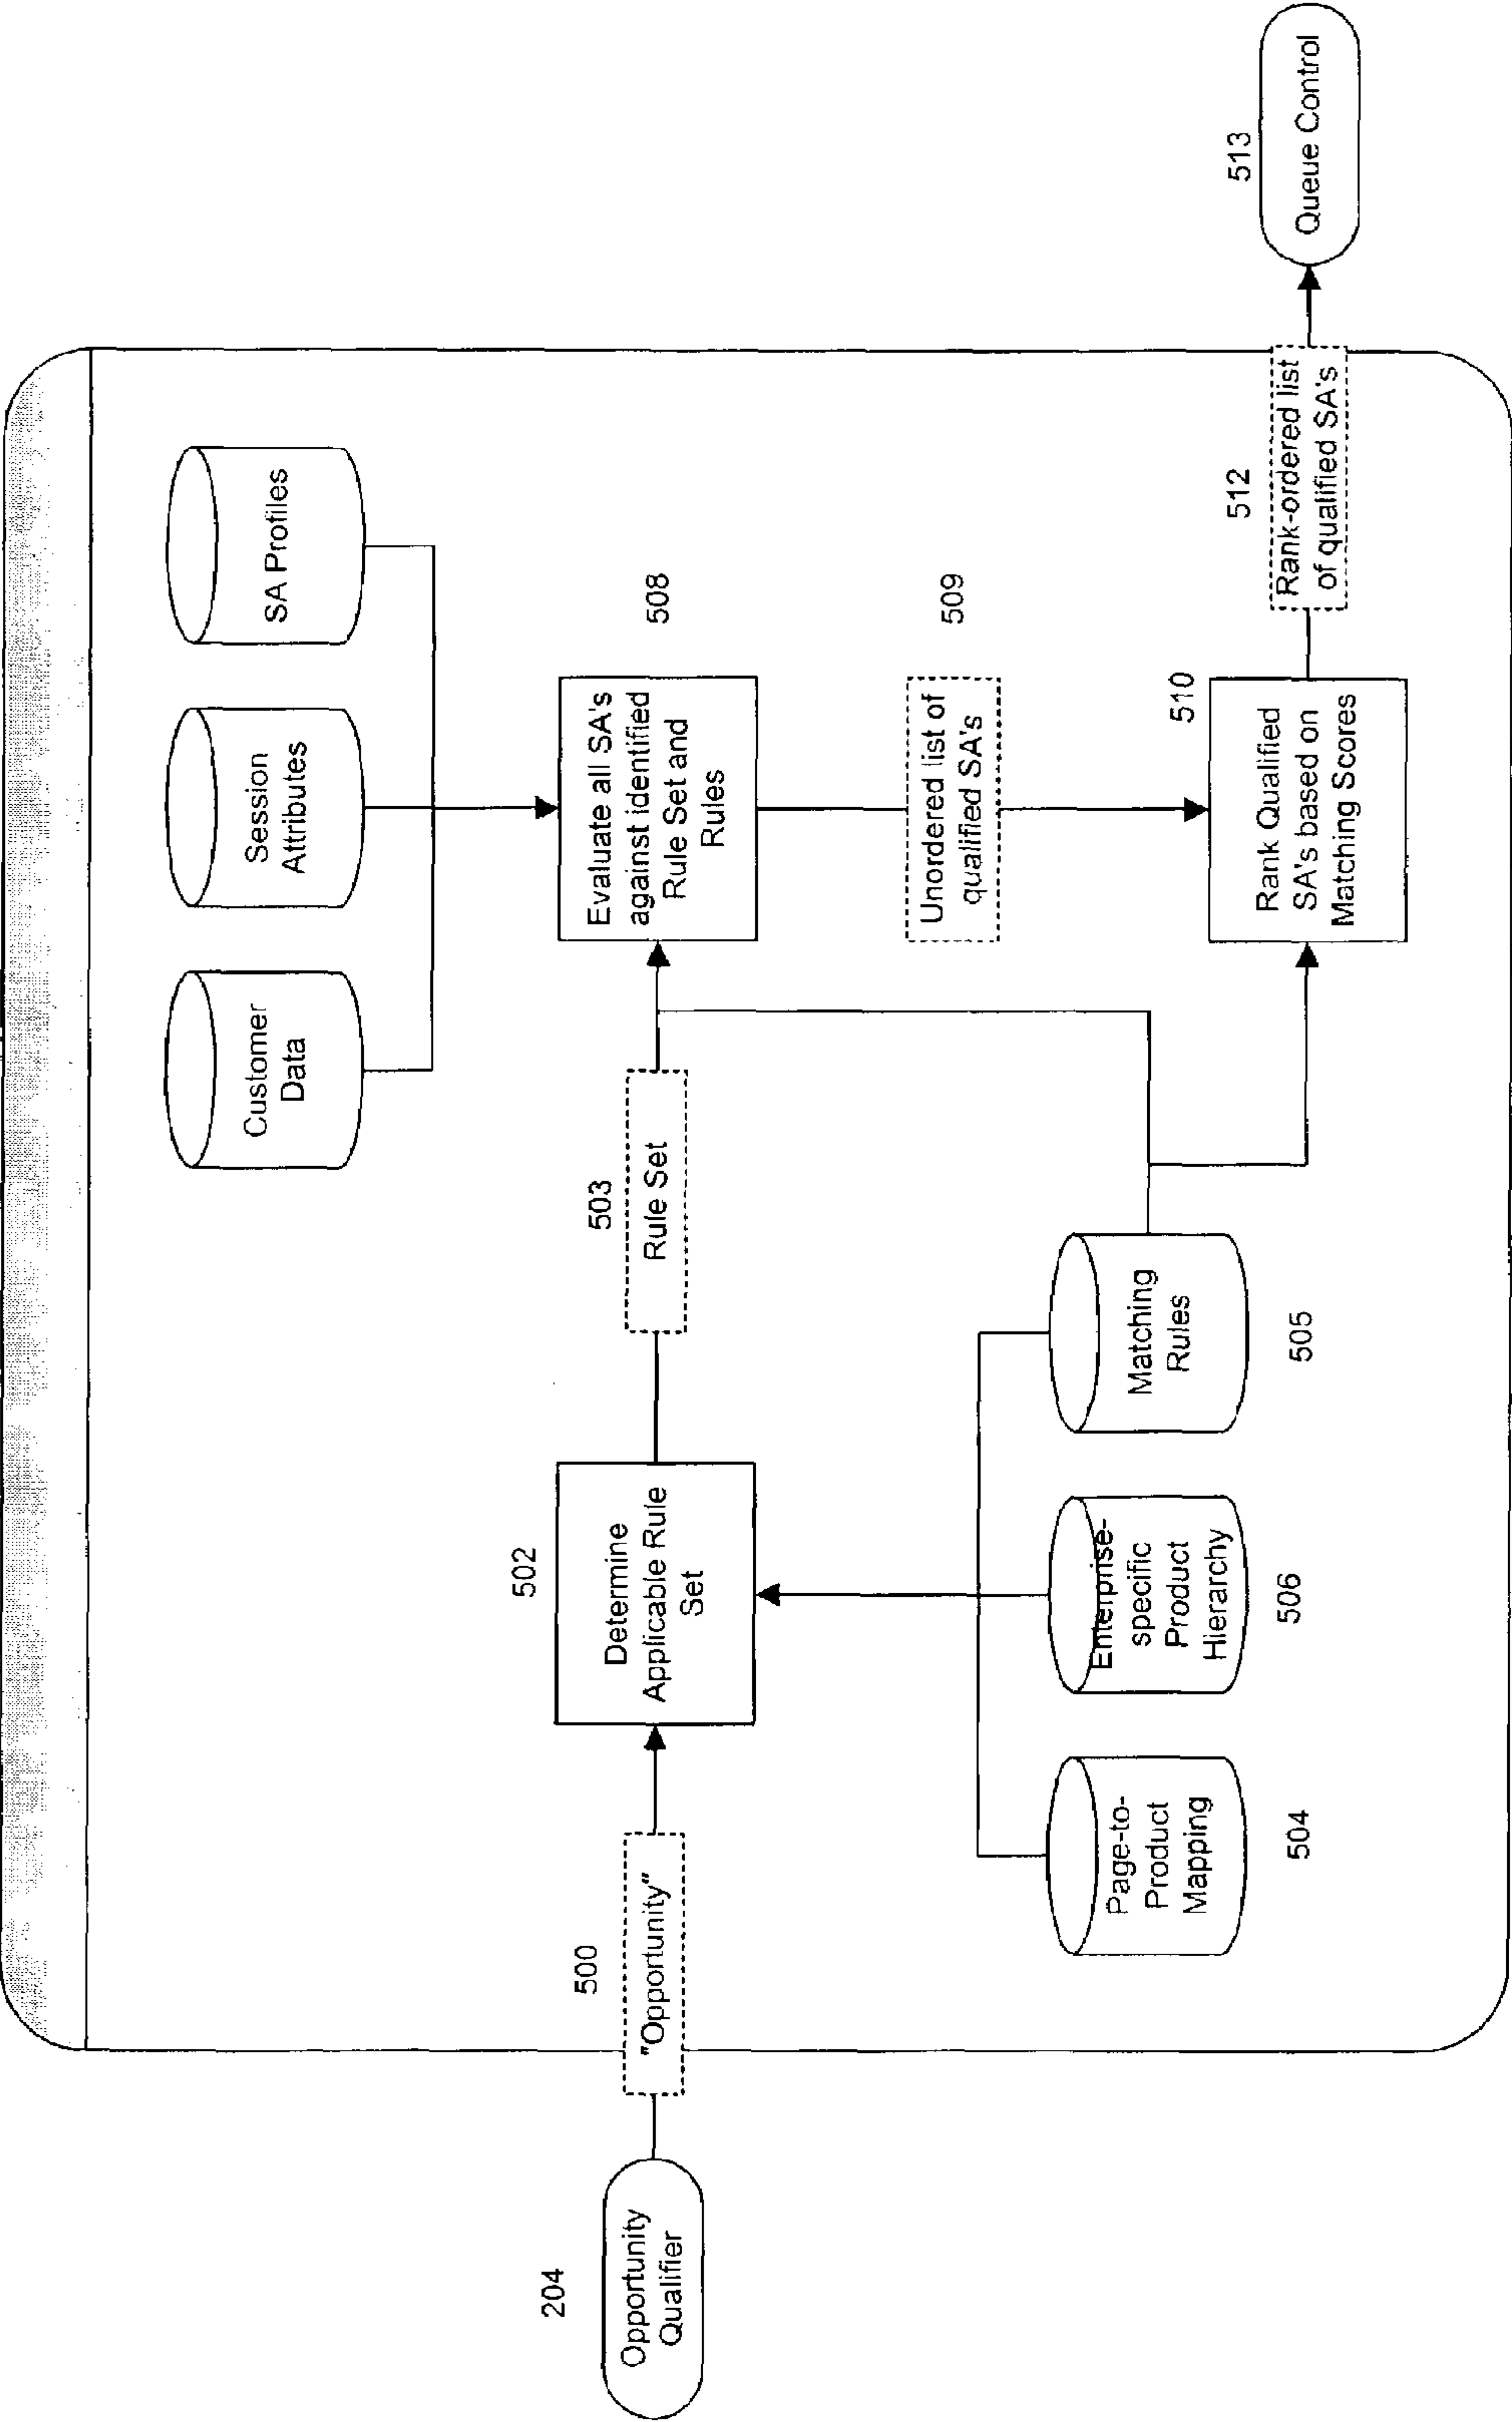 Customer
Data
Session
Attributes
SA Profiles
204
Opportunity
Qualifier
500
"Opportunity"
502
Determine
Applicable Rule
Set
503
Rule Set
508
Evaluate all SA's
against identified
Rule Set and
Rules
509
Unordered list of
qualified SA's
Page-to-
Product
Mapping
504
Enterprise-
specific
Product
Hierarchy
506
Matching
Rules
505
510
Rank Qualified
SA's based on
Matching Scores
512
Rank-ordered list
of qualified SA's
513
Queue Control